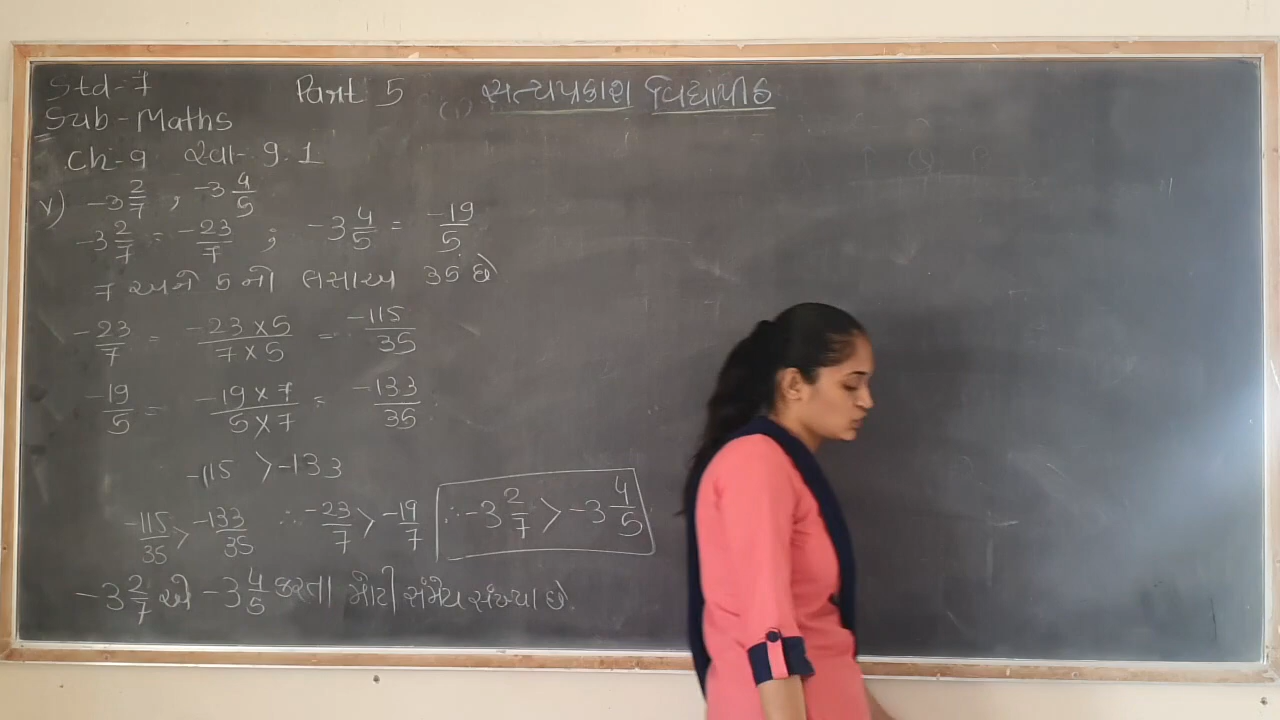 Std-7 Part 5 સત્યપ્રકાશ વિદ્યાપીઠ
Sub-Maths
Ch-9 સ્વા-9.1
v) -3 2/7 , -3 4/5
-3 2/7 = -23/7 ; -3 4/5 = -19/5
7 અને 5 નો લસાઅ 35 છે
-23/7 = -23×5/7×5 = -115/35
-19/5 = -19×7/5×7 = -133/35
-115 > -133
-115/35 > -133/35 ∴ -23/7 > -19/7 ∴ -3 2/7 > -3 4/5
-3 2/7 એ -3 4/5 કરતા મોટી સંમેય સંખ્યા છે.